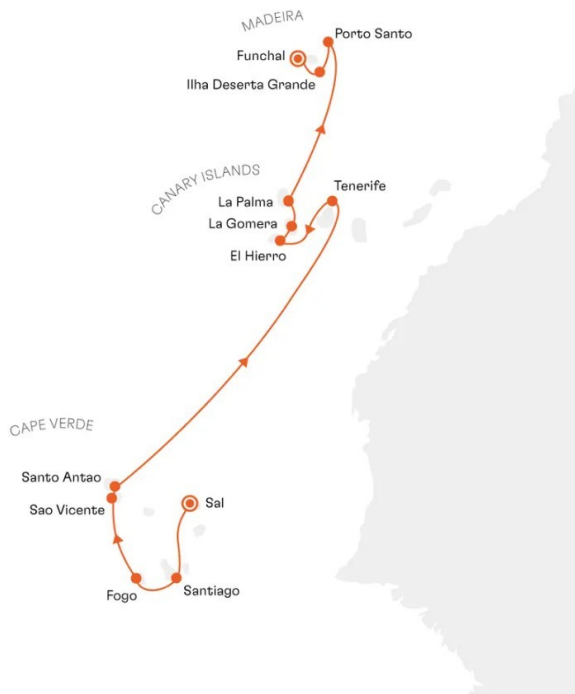 MADEIRA
Porto Santo
Funchal
Ilha Deserta Grande
CANARY ISLANDS
Tenerife
La Palma
La Gomera
El Hierro
CAPE VERDE
Santo Antao
Sao Vicente
Sal
Fogo
Santiago